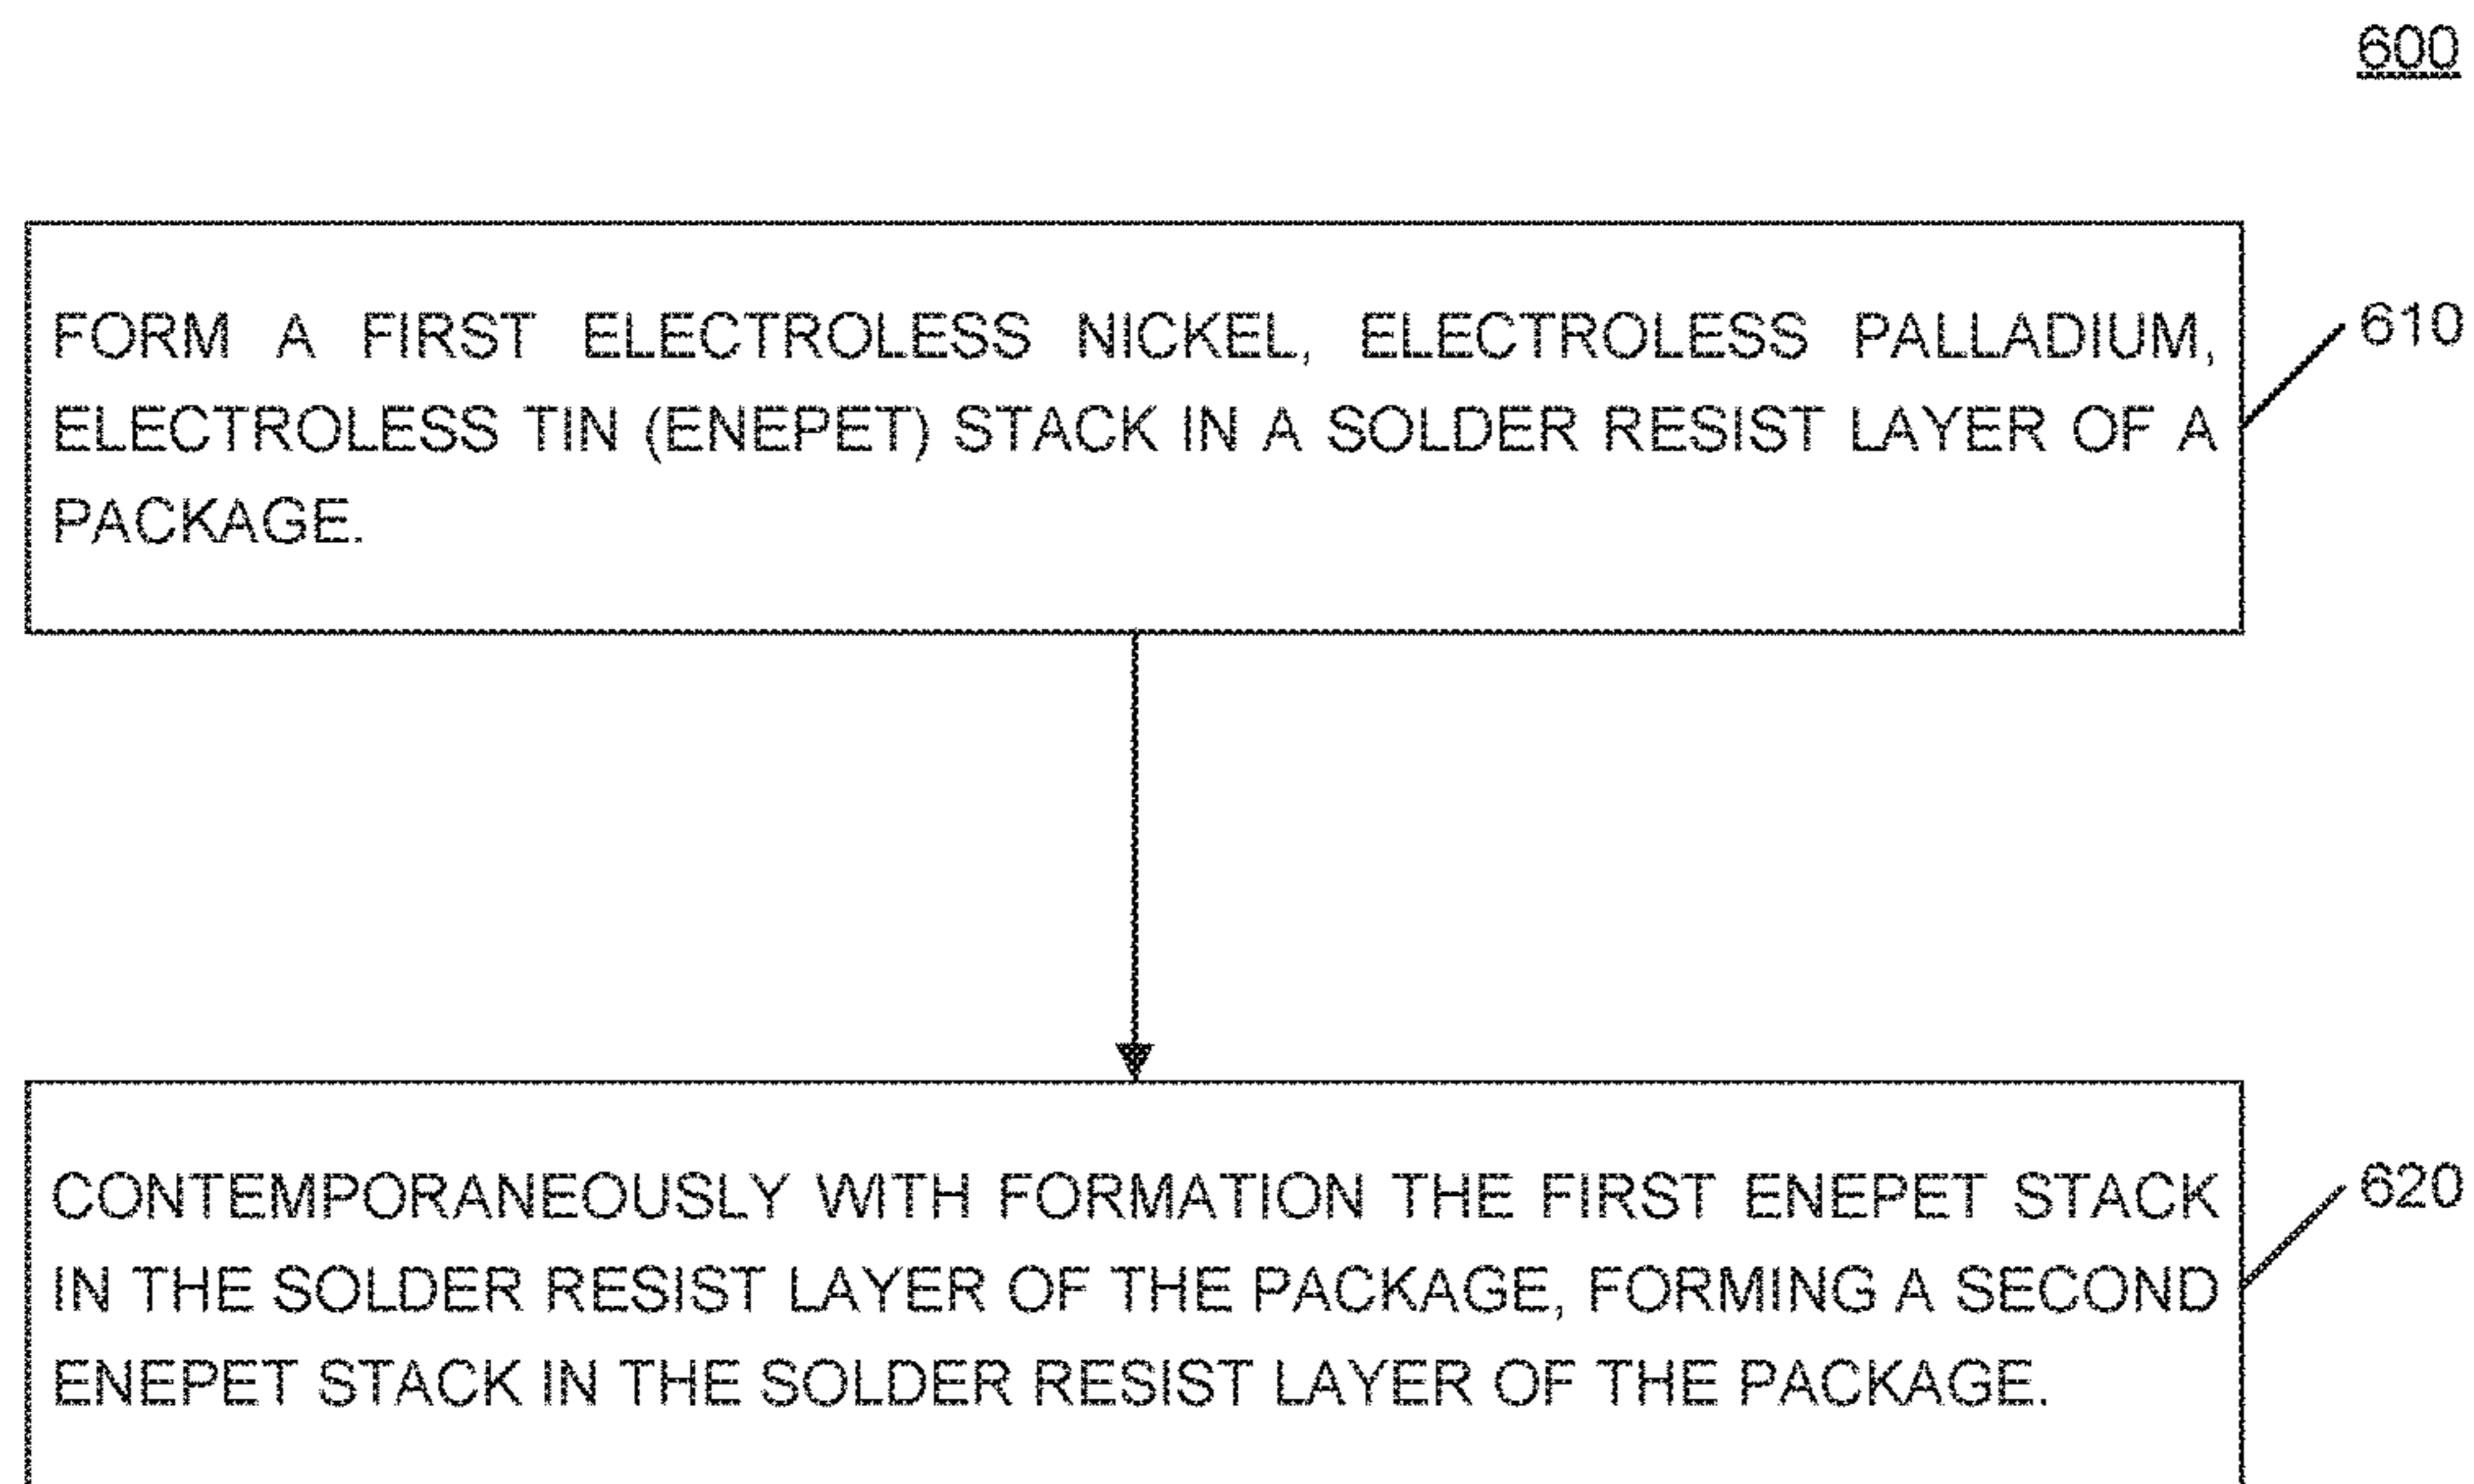 600
FORM A FIRST ELECTROLESS NICKEL, ELECTROLESS PALLADIUM,
ELECTROLESS TIN (ENEPET) STACK IN A SOLDER RESIST LAYER OF A
PACKAGE.
610
CONTEMPORANEOUSLY WITH FORMATION THE FIRST ENEPET STACK
IN THE SOLDER RESIST LAYER OF THE PACKAGE, FORMING A SECOND
ENEPET STACK IN THE SOLDER RESIST LAYER OF THE PACKAGE.
620